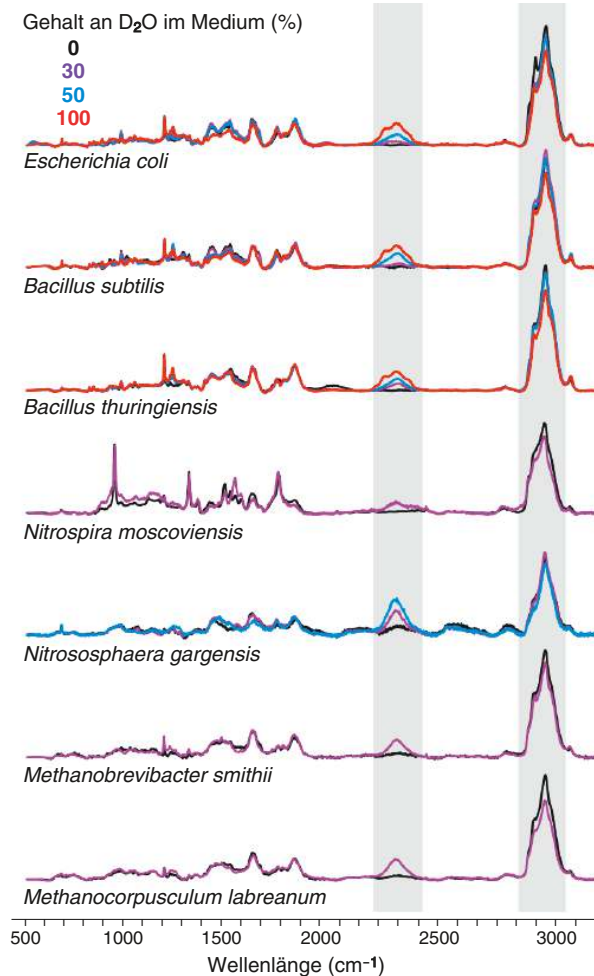 Gehalt an D₂O im Medium (%)
0
30
50
100
Escherichia coli
Bacillus subtilis
Bacillus thuringiensis
Nitrospira moscoviensis
Nitrososphaera gargensis
Methanobrevibacter smithii
Methanocorpusculum labreanum
500 1000 1500 2000 2500 3000
Wellenlänge (cm⁻¹)